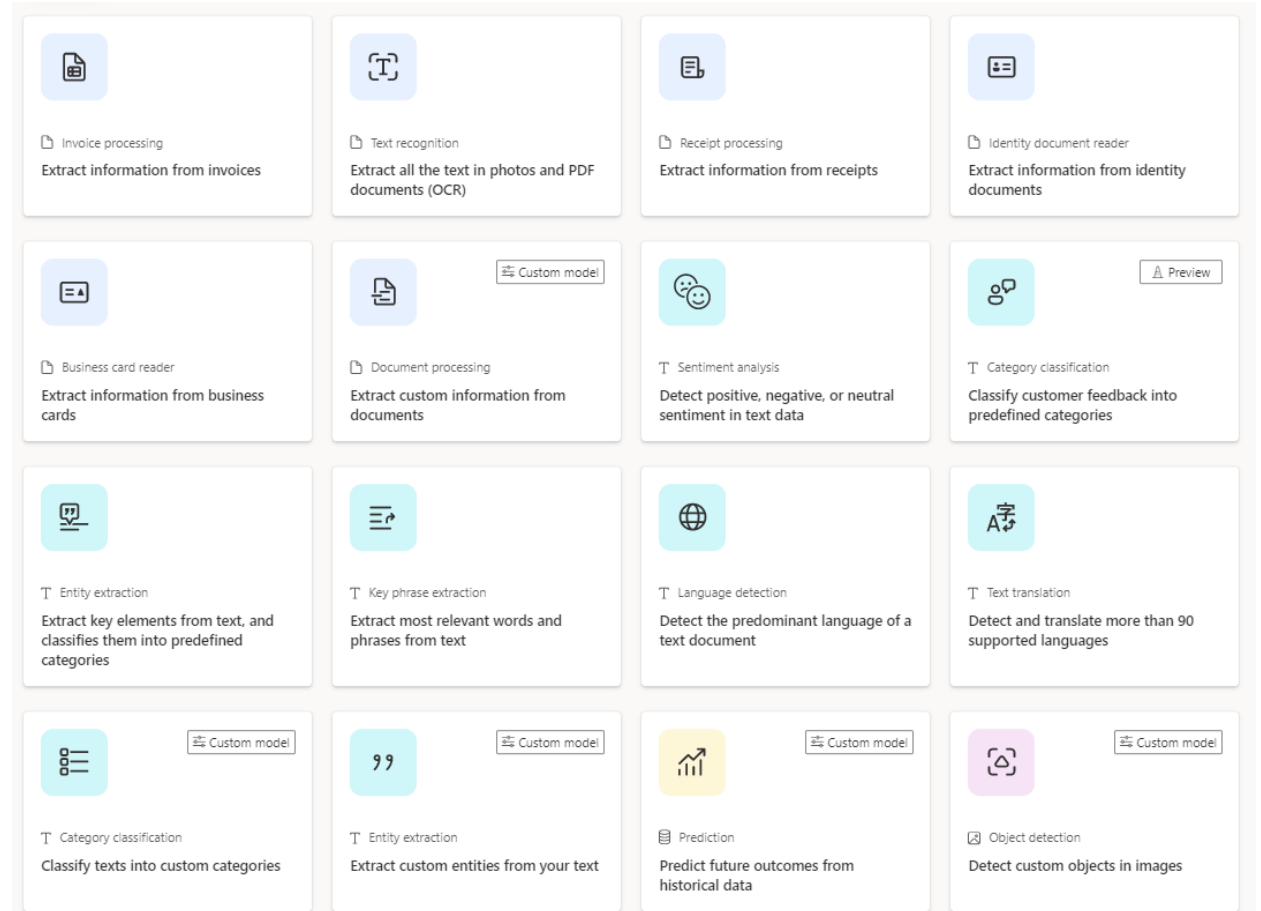 Invoice processing
Extract information from invoices
Text recognition
Extract all the text in photos and PDF
documents (OCR)
Receipt processing
Extract information from receipts
Identity document reader
Extract information from identity
documents
Business card reader
Extract information from business
cards
Custom model
Document processing
Extract custom information from
documents
Sentiment analysis
Detect positive, negative, or neutral
sentiment in text data
Preview
Category classification
Classify customer feedback into
predefined categories
Entity extraction
Extract key elements from text, and
classifies them into predefined
categories
Key phrase extraction
Extract most relevant words and
phrases from text
Language detection
Detect the predominant language of a
text document
Text translation
Detect and translate more than 90
supported languages
Custom model
Category classification
Classify texts into custom categories
Custom model
Entity extraction
Extract custom entities from your text
Custom model
Prediction
Predict future outcomes from
historical data
Custom model
Object detection
Detect custom objects in images